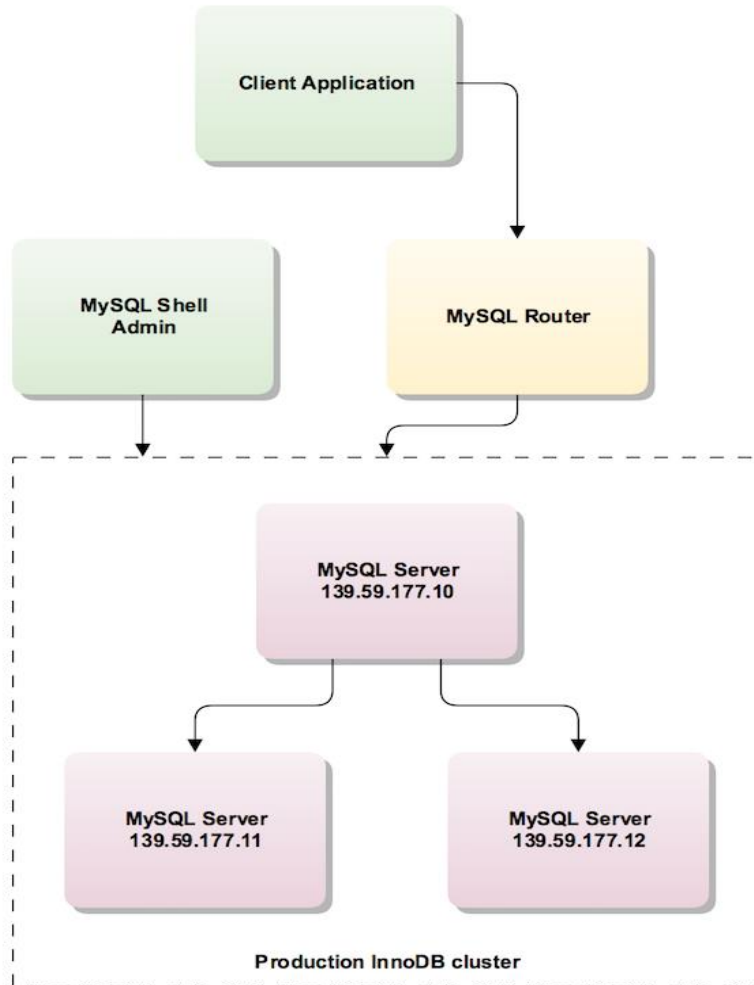 Client Application
MySQL Shell
Admin
MySQL Router
MySQL Server
139.59.177.10
MySQL Server
139.59.177.11
MySQL Server
139.59.177.12
Production InnoDB cluster